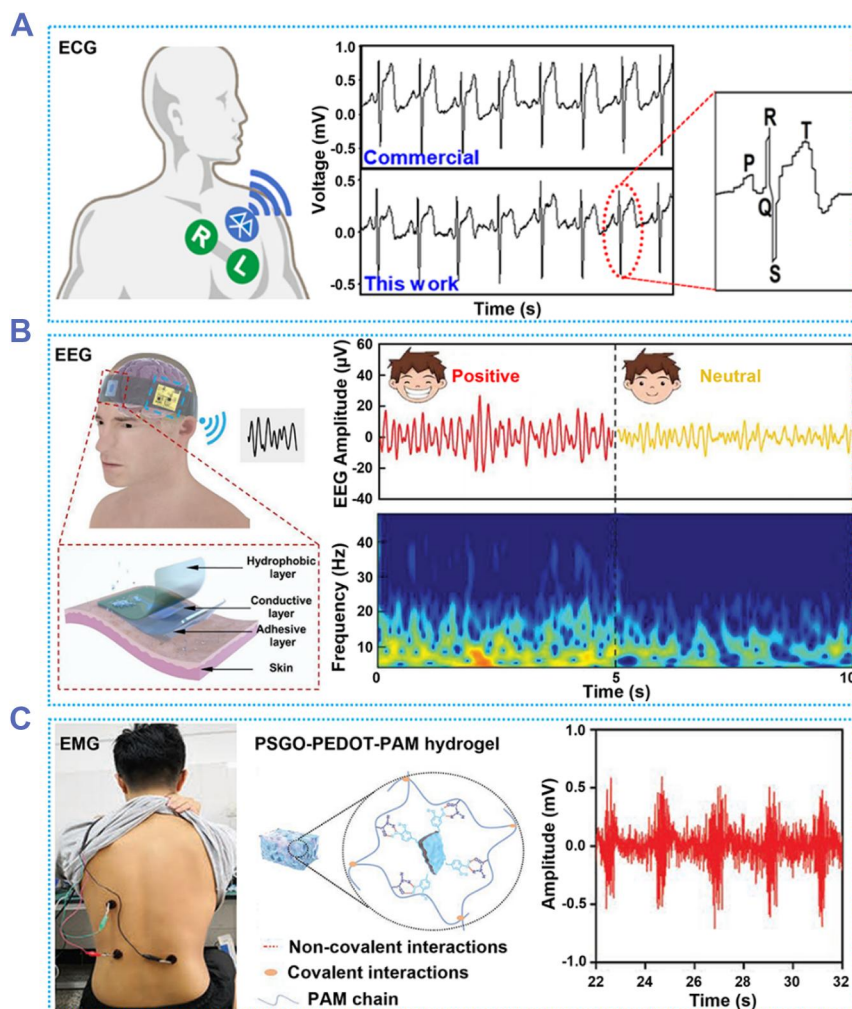 A
ECG
R
L
Voltage (mV)
1.0
0.5
0.0
-0.5
Commercial
0.5
0.0
-0.5
This work
Time (s)
P
R
Q
S
T
B
EEG
Hydrophobic
layer
Conductive
layer
Adhesive
layer
Skin
EEG Amplitude (µV)
60
40
20
0
-20
-40
Positive
Neutral
Frequency (Hz)
40
30
20
10
0
5
10
Time (s)
C
EMG
PSGO-PEDOT-PAM hydrogel
Non-covalent interactions
Covalent interactions
PAM chain
Amplitude (mV)
1.0
0.5
0.0
-0.5
-1.0
22
24
26
28
30
32
Time (s)